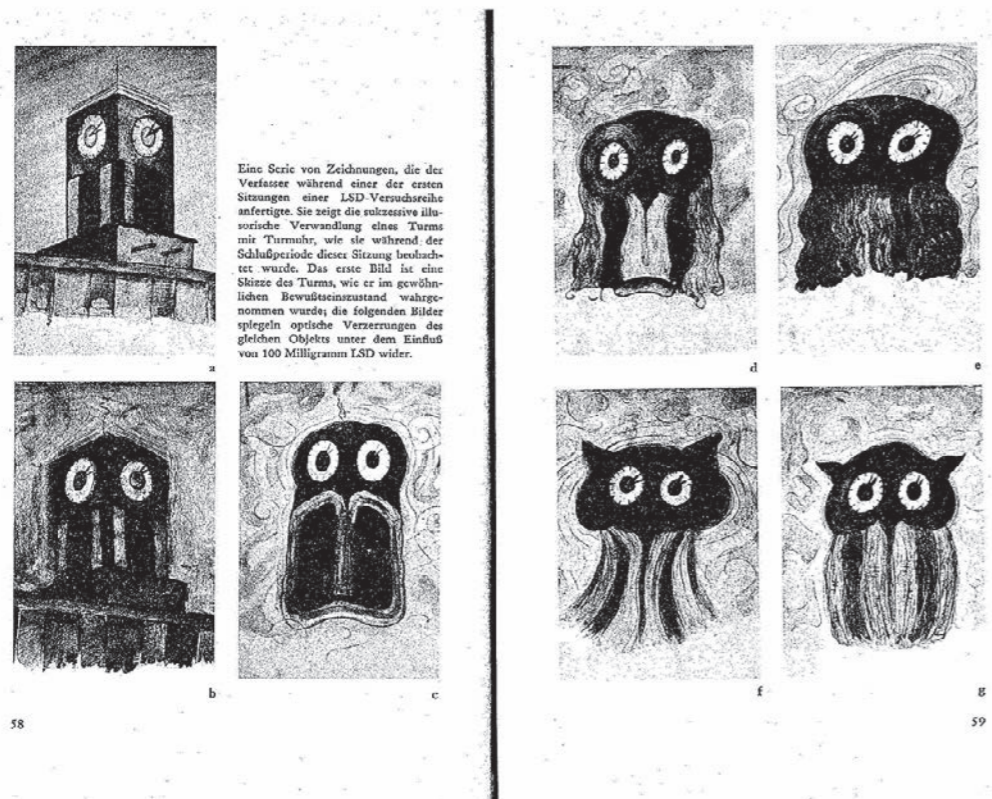 Eine Serie von Zeichnungen, die der
Verfasser während einer der ersten
Sitzungen einer LSD-Versuchsreihe
anfertigte. Sie zeigt die sukzessive illu-
sorische Verwandlung eines Turms
mit Turmuhr, wie sie während der
Schlußperiode dieser Sitzung beobach-
tet wurde. Das erste Bild ist eine
Skizze des Turms, wie er im gewöhn-
lichen Bewußtseinszustand wahrge-
nommen wurde; die folgenden Bilder
spiegeln optische Verzerrungen des
gleichen Objekts unter dem Einfluß
von 100 Milligramm LSD wider.
a
b
c
58
d
e
f
g
59